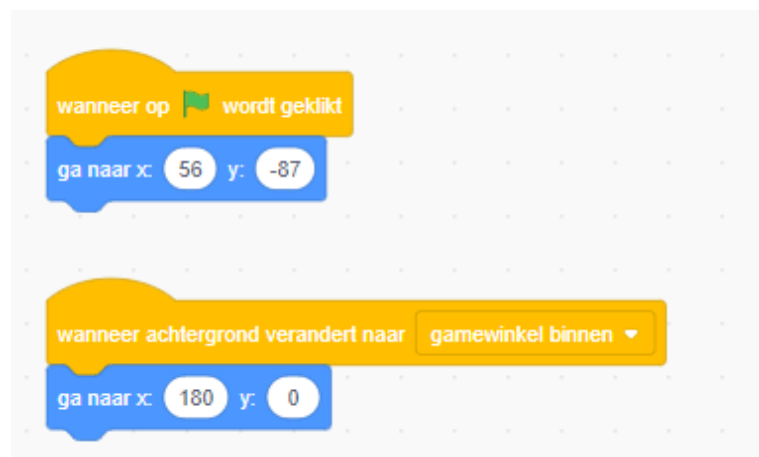 wanneer op wordt geklikt
ga naar x: 56 y: -87
wanneer achtergrond verandert naar gamewinkel binnen
ga naar x: 180 y: 0